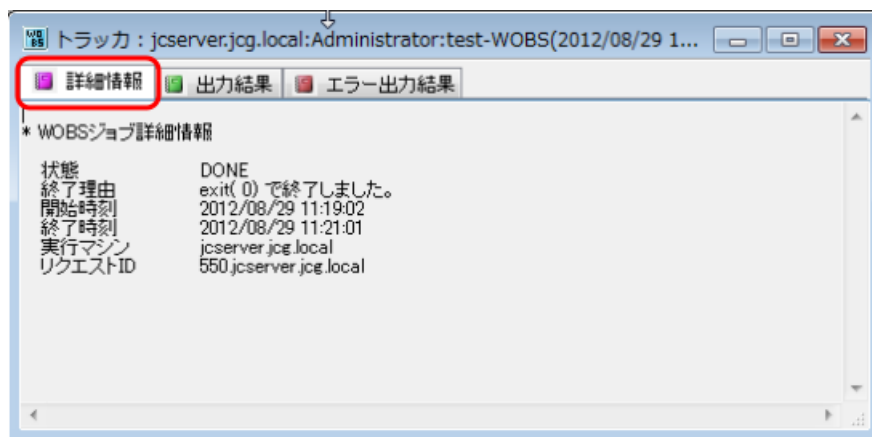 トラッカ : jcserver.jcg.local:Administrator:test-WOBS(2012/08/29 1...
詳細情報 出力結果 エラー出力結果
* WOBSジョブ詳細情報
状態 DONE
終了理由 exit( 0) で終了しました。
開始時刻 2012/08/29 11:19:02
終了時刻 2012/08/29 11:21:01
実行マシン jcserver.jcg.local
リクエストID 550.jcserver.jcg.local